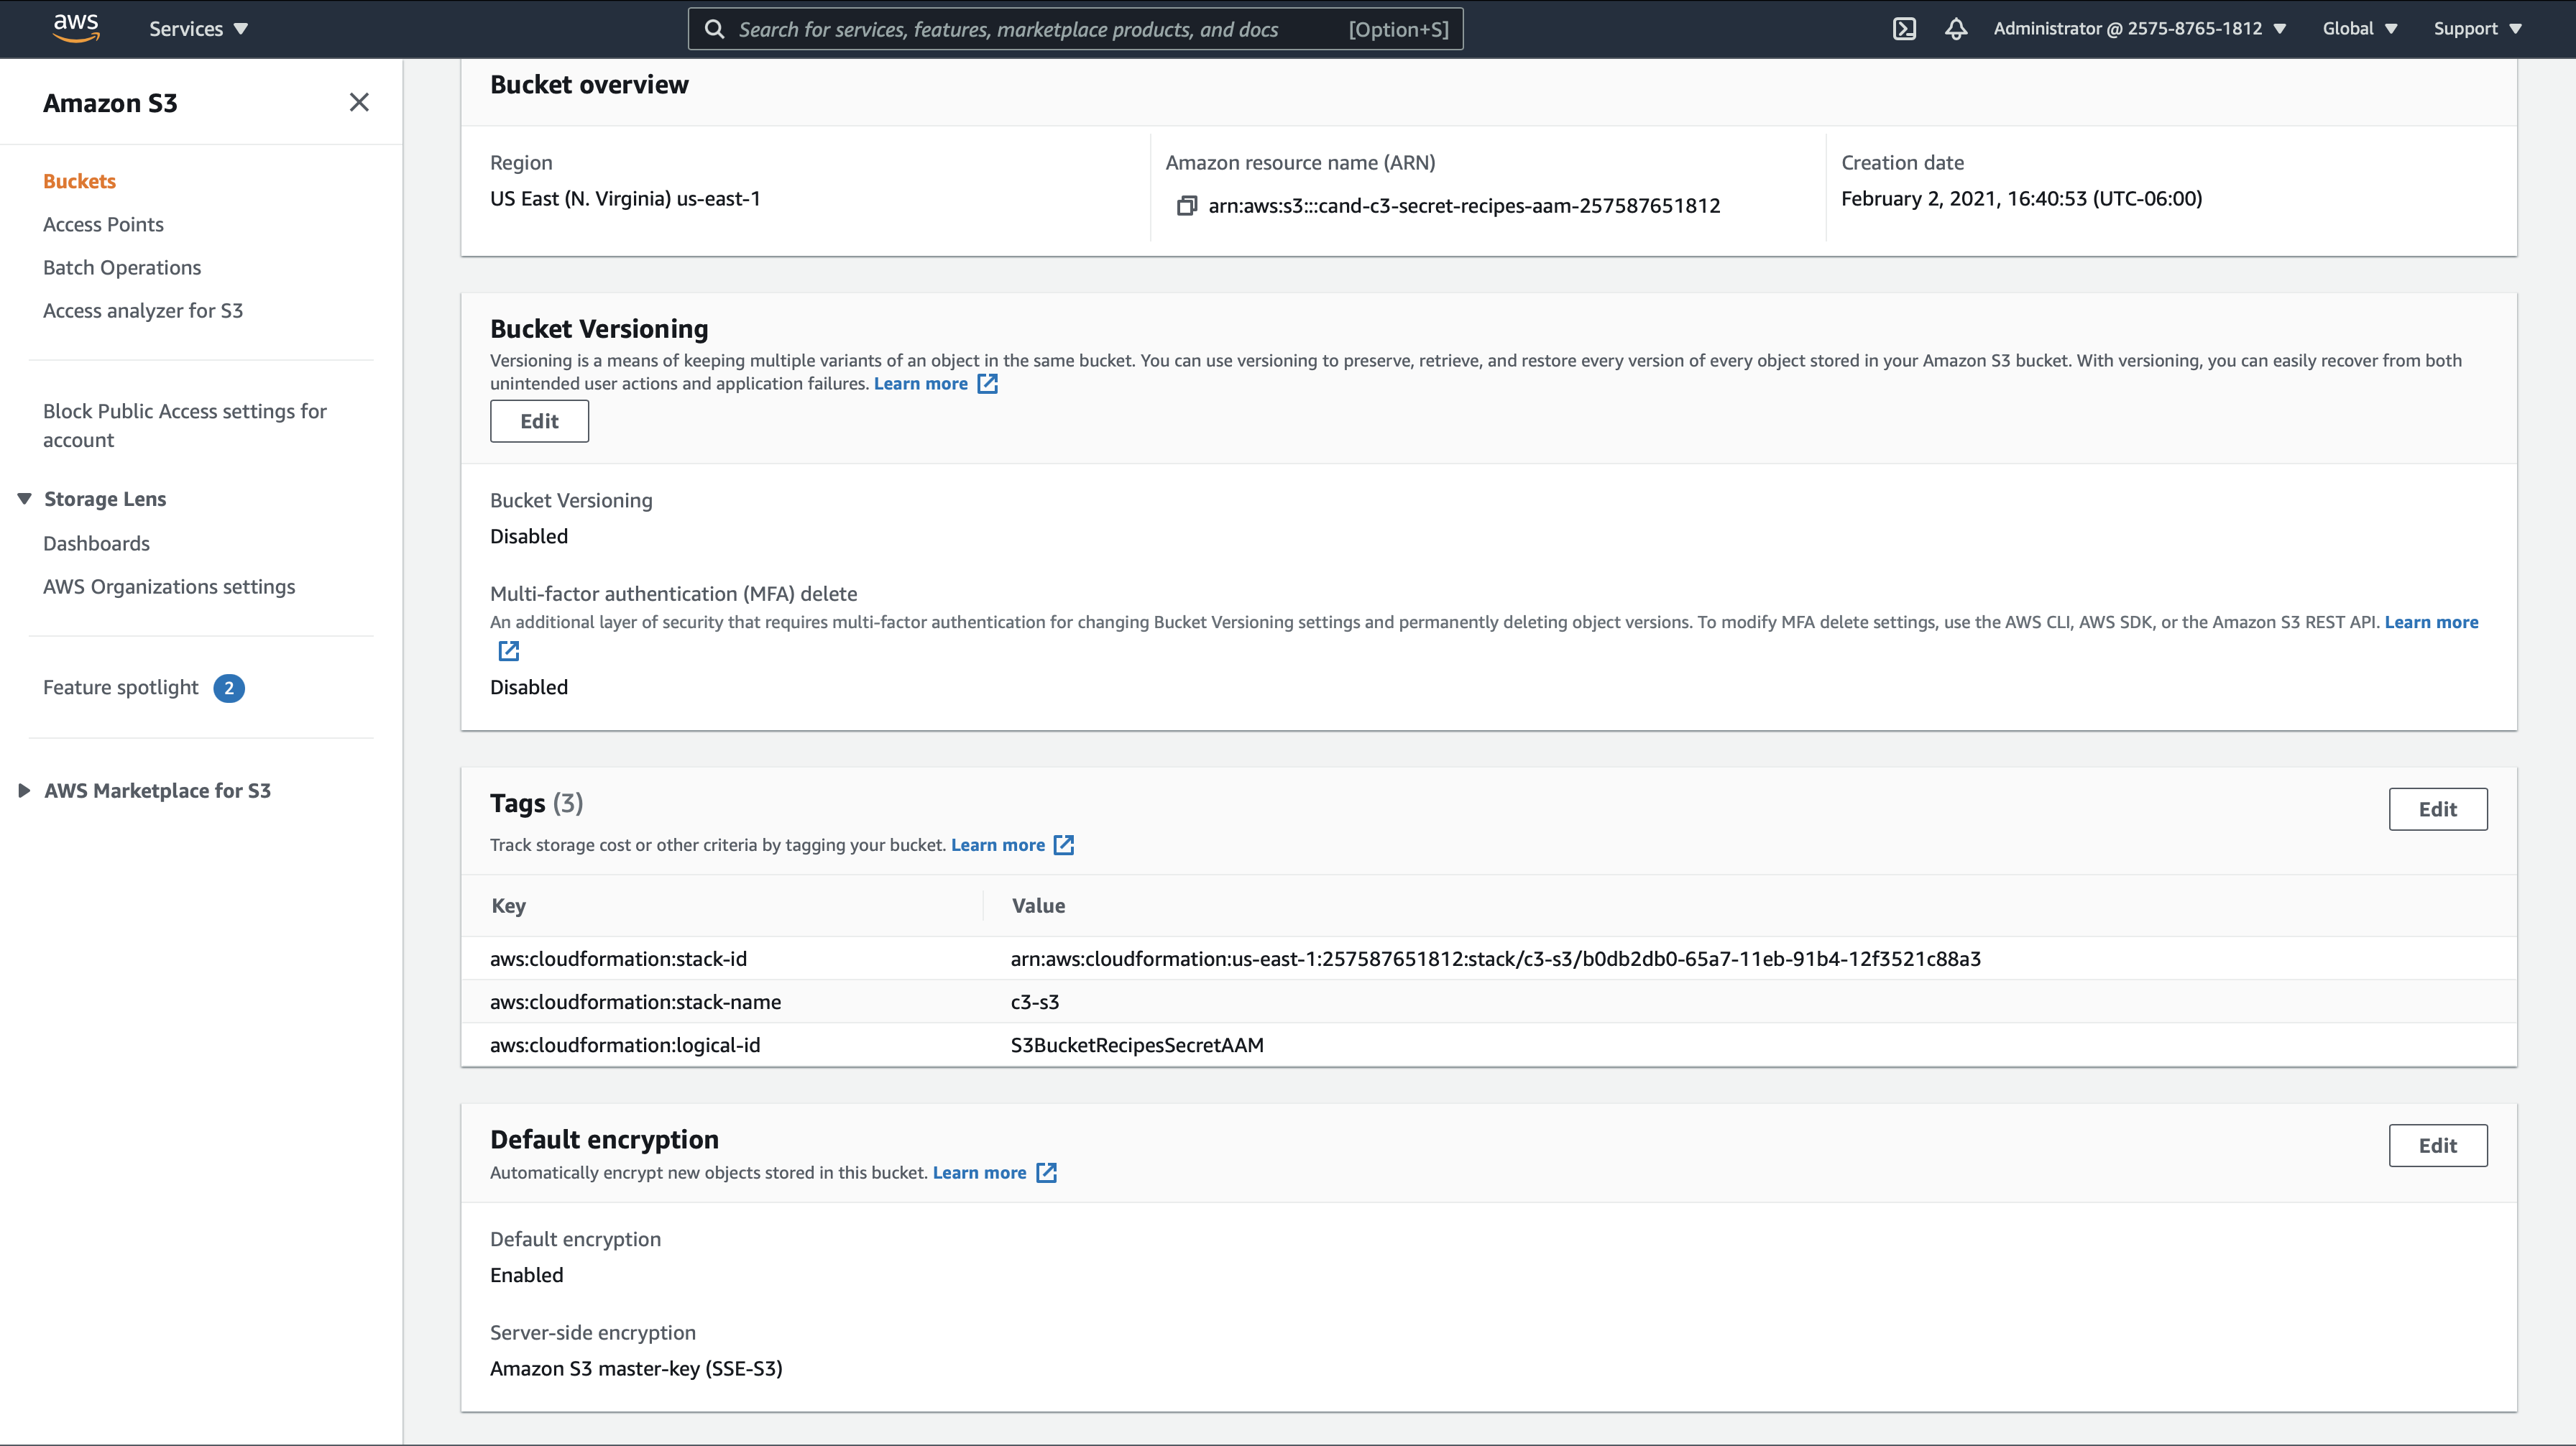 aws
Services
Search for services, features, marketplace products, and docs [Option+S]
Administrator @ 2575-8765-1812
Global
Support
Amazon S3
Buckets
Access Points
Batch Operations
Access analyzer for S3
Block Public Access settings for
account
Storage Lens
Dashboards
AWS Organizations settings
Feature spotlight 2
AWS Marketplace for S3
Bucket overview
Region
US East (N. Virginia) us-east-1
Amazon resource name (ARN)
arn:aws:s3:::cand-c3-secret-recipes-aam-257587651812
Creation date
February 2, 2021, 16:40:53 (UTC-06:00)
Bucket Versioning
Versioning is a means of keeping multiple variants of an object in the same bucket. You can use versioning to preserve, retrieve, and restore every version of every object stored in your Amazon S3 bucket. With versioning, you can easily recover from both
unintended user actions and application failures. Learn more
Edit
Bucket Versioning
Disabled
Multi-factor authentication (MFA) delete
An additional layer of security that requires multi-factor authentication for changing Bucket Versioning settings and permanently deleting object versions. To modify MFA delete settings, use the AWS CLI, AWS SDK, or the Amazon S3 REST API. Learn more
Disabled
Tags (3)
Edit
Track storage cost or other criteria by tagging your bucket. Learn more
Key Value
aws:cloudformation:stack-id arn:aws:cloudformation:us-east-1:257587651812:stack/c3-s3/b0db2db0-65a7-11eb-91b4-12f3521c88a3
aws:cloudformation:stack-name c3-s3
aws:cloudformation:logical-id S3BucketRecipesSecretAAM
Default encryption
Edit
Automatically encrypt new objects stored in this bucket. Learn more
Default encryption
Enabled
Server-side encryption
Amazon S3 master-key (SSE-S3)